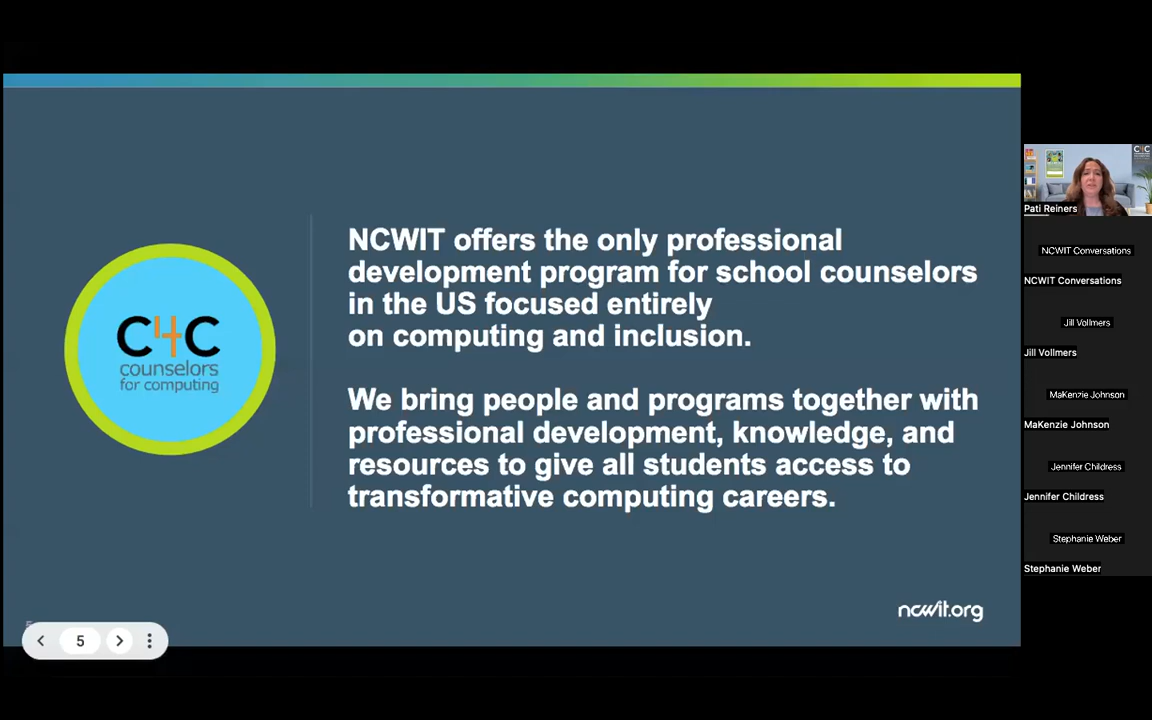 NCWIT offers the only professional
development program for school counselors
in the US focused entirely
on computing and inclusion.
We bring people and programs together with
professional development, knowledge, and
resources to give all students access to
transformative computing careers.
C4C
counselors
for computing
ncwit.org
5
C4C
Pati Reiners
NCWIT Conversations
NCWIT Conversations
Jill Vollmers
Jill Vollmers
MaKenzie Johnson
MaKenzie Johnson
Jennifer Childress
Jennifer Childress
Stephanie Weber
Stephanie Weber